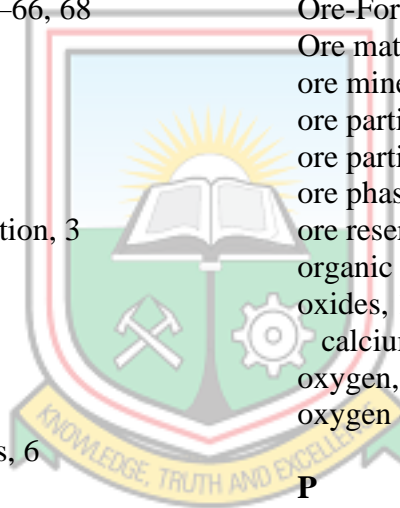 –66, 68
tion, 3
s, 6
Ore-For
Ore mat
ore mine
ore parti
ore parti
ore phas
ore reser
organic
oxides,
calciun
oxygen,
oxygen
P
KNOWLEDGE, TRUTH AND EXCELLENCE